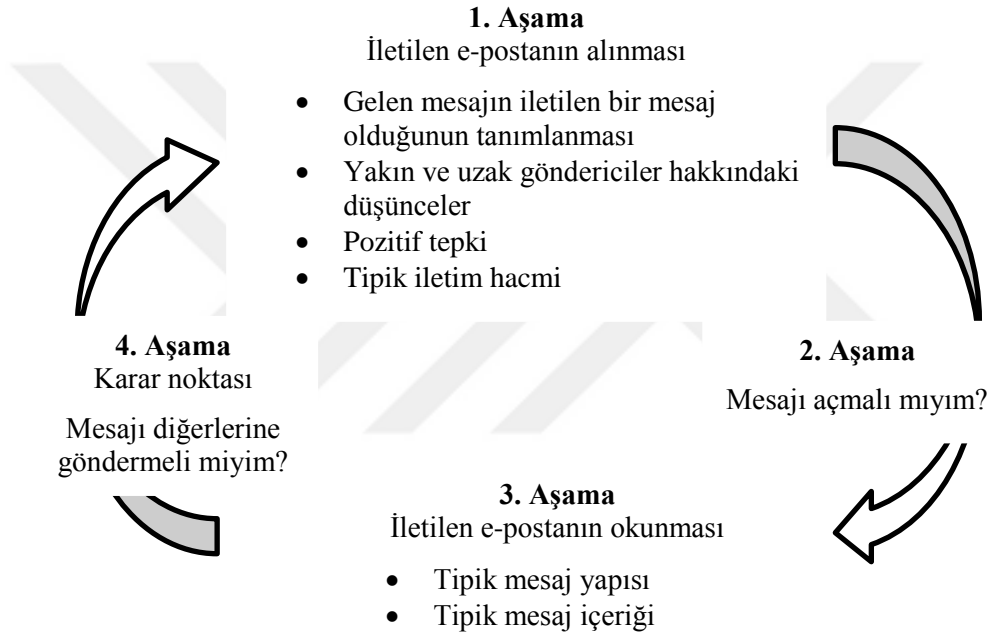 1. Aşama
İletilen e-postanın alınması
• Gelen mesajın iletilen bir mesaj
olduğunun tanımlanması
• Yakın ve uzak göndericiler hakkındaki
düşünceler
• Pozitif tepki
• Tipik iletim hacmi
2. Aşama
Mesajı açmalı mıyım?
3. Aşama
İletilen e-postanın okunması
• Tipik mesaj yapısı
• Tipik mesaj içeriği
4. Aşama
Karar noktası
Mesajı diğerlerine
göndermeli miyim?